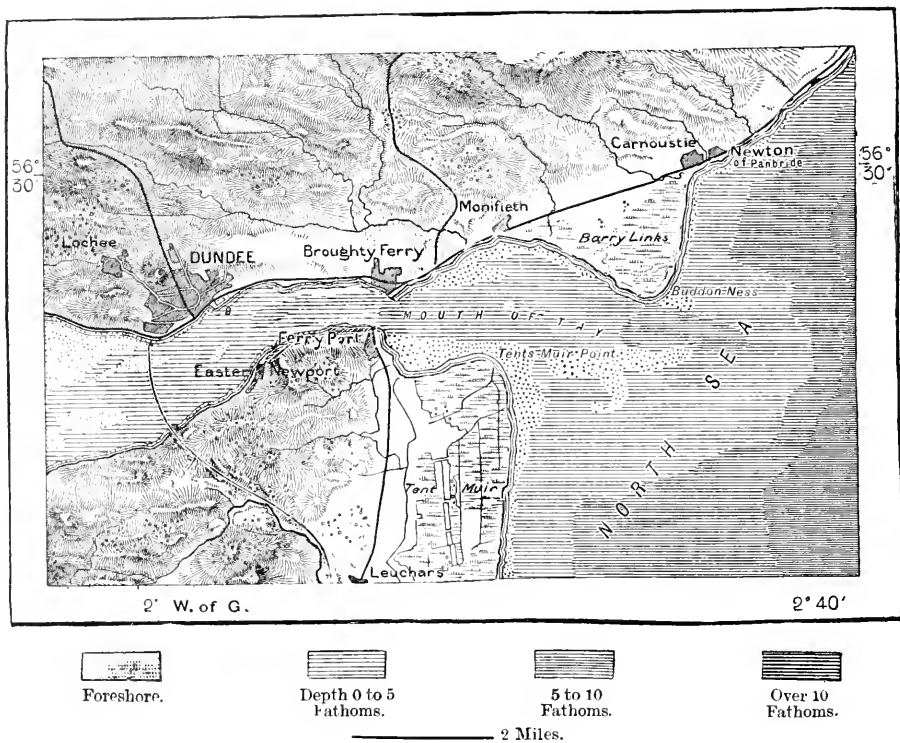 56°
30'
Carnoustie
Newton
of Panbride
56°
30'
Monifieth
Lochee
DUNDEE
Broughty Ferry
Barry Links
Buddon Ness
MOUTH OF TAY
Ferry Port
Tents Muir Point
Easter Newport
NORTH SEA
Tent Muir
Leuchars
2° W. of G.
2° 40'
Foreshore.
Depth 0 to 5
Fathoms.
5 to 10
Fathoms.
Over 10
Fathoms.
2 Miles.